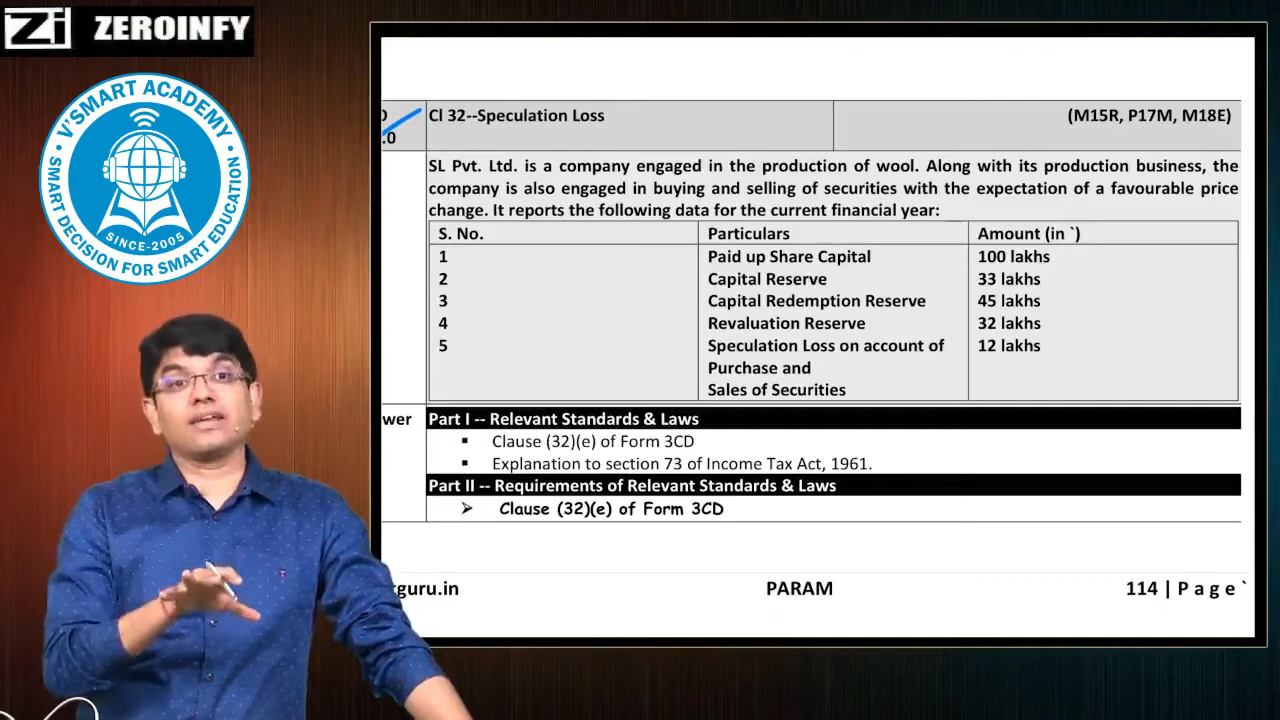 Zi ZEROINFY
V'SMART ACADEMY
SMART DECISION FOR SMART EDUCATION
SINCE-2005
Cl 32--Speculation Loss (M15R, P17M, M18E)
.0
SL Pvt. Ltd. is a company engaged in the production of wool. Along with its production business, the
company is also engaged in buying and selling of securities with the expectation of a favourable price
change. It reports the following data for the current financial year:
S. No. Particulars Amount (in `)
1 Paid up Share Capital 100 lakhs
2 Capital Reserve 33 lakhs
3 Capital Redemption Reserve 45 lakhs
4 Revaluation Reserve 32 lakhs
5 Speculation Loss on account of 12 lakhs
Purchase and
Sales of Securities
wer Part I -- Relevant Standards & Laws
▪ Clause (32)(e) of Form 3CD
▪ Explanation to section 73 of Income Tax Act, 1961.
Part II -- Requirements of Relevant Standards & Laws
➢ Clause (32)(e) of Form 3CD
rguru.in PARAM 114 | P a g e `